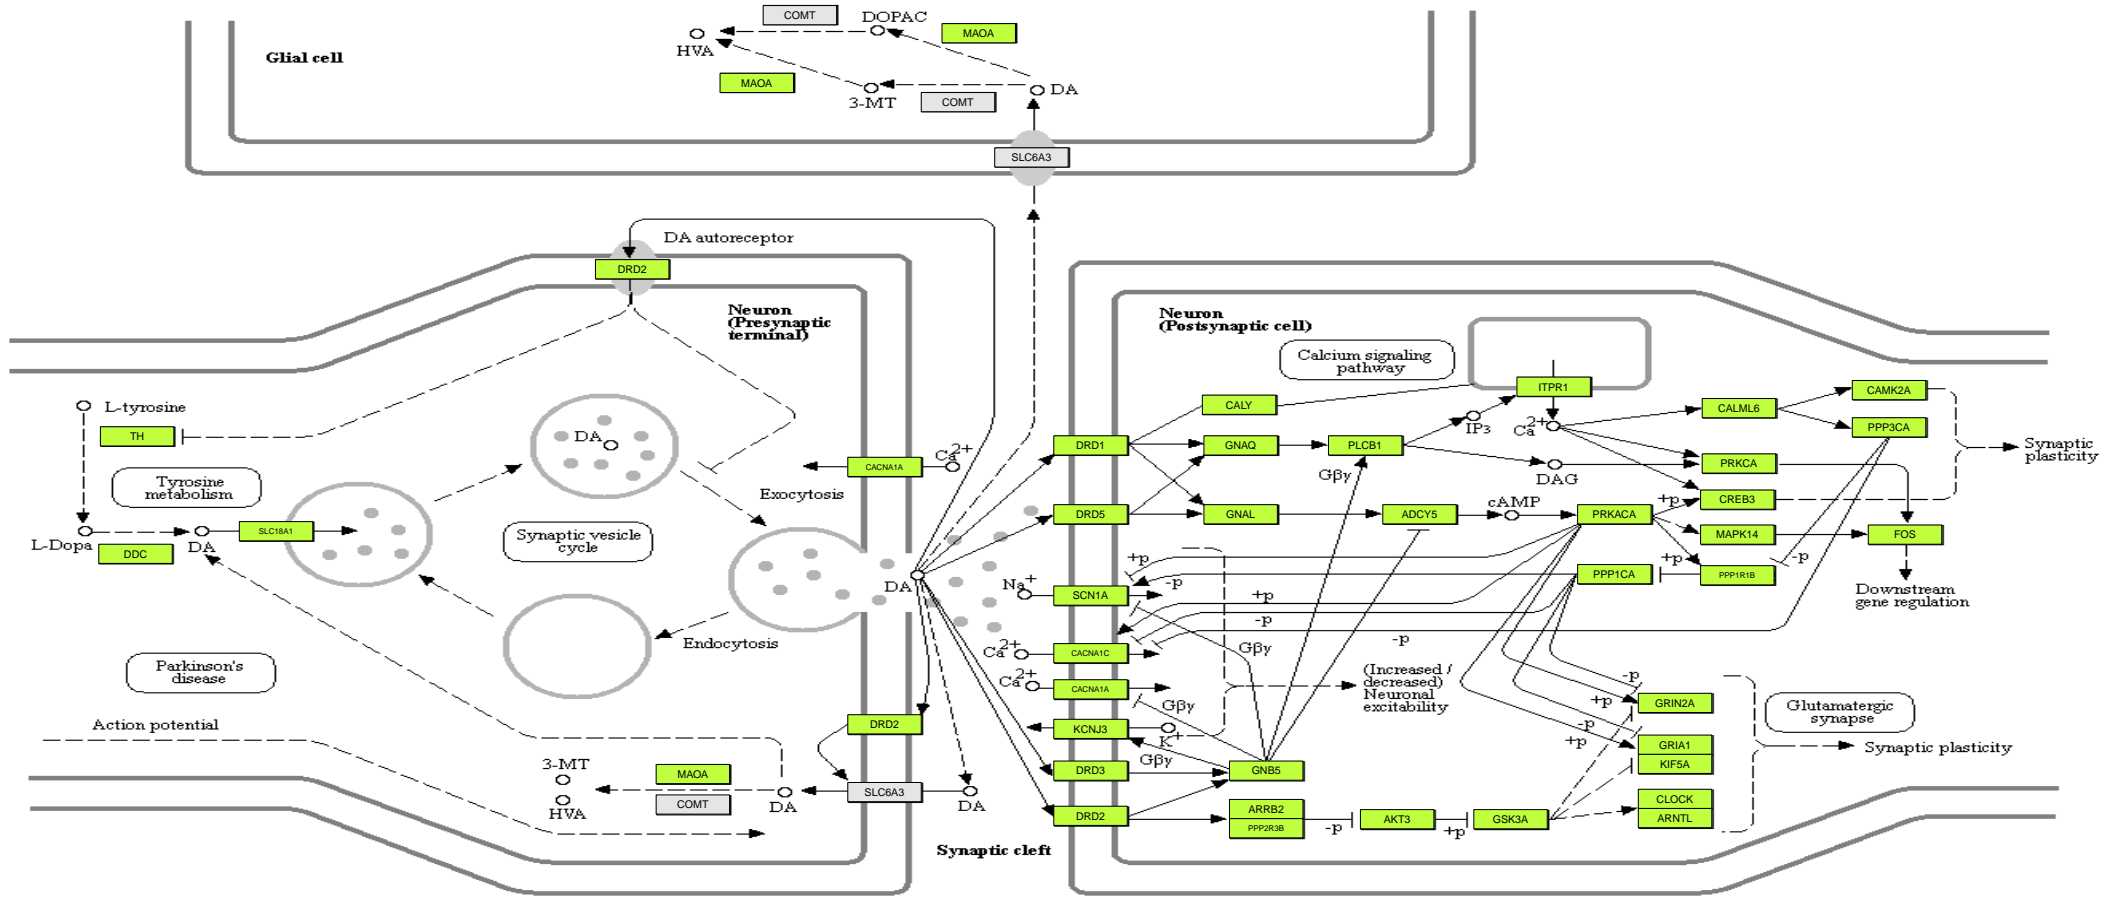 COMT
DOPAC
MAOA
HVA
Glial cell
MAOA
3-MT
COMT
DA
SLC6A3
DA autoreceptor
DRD2
Neuron
(Presynaptic
terminal)
Neuron
(Postsynaptic cell)
Calcium signaling
pathway
ITPR1
CAMK2A
L-tyrosine
TH
DA
CALY
IP3
Ca2+
CALML6
PPP3CA
Synaptic
plasticity
DRD1
GNAQ
PLCB1
Gβγ
CACNA1A
Ca2+
DAG
PRKCA
Tyrosine
metabolism
Exocytosis
cAMP
+p
CREB3
DRD5
GNAL
ADCY5
PRKACA
L-Dopa
DDC
DA
SLC18A1
Synaptic vesicle
cycle
MAPK14
FOS
+p
-p
+p
-p
DA
Na+
SCN1A
PPP1CA
PPP1R1B
Downstream
gene regulation
+p
-p
-p
Endocytosis
Ca2+
CACNA1C
Gβγ
Parkinson's
disease
Ca2+
CACNA1A
(Increased /
decreased)
Neuronal
excitability
-p
+p
GRIN2A
Gβγ
Action potential
DRD2
KCNJ3
K+
-p
+p
Glutamatergic
synapse
GRIA1
KIF5A
Synaptic plasticity
Gβγ
3-MT
MAOA
DRD3
GNB5
HVA
COMT
DA
SLC6A3
DA
DRD2
ARRB2
PPP2R3B
-p
AKT3
+p
GSK3A
CLOCK
ARNTL
Synaptic cleft